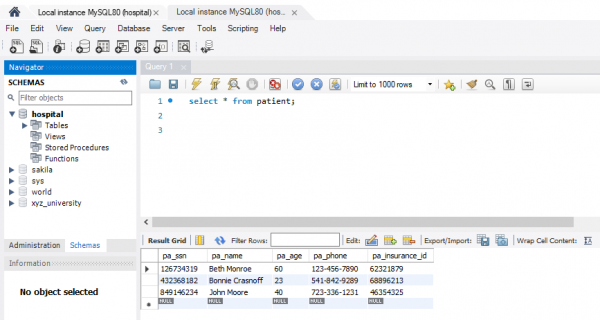 Local instance MySQL80 (hospital) Local instance MySQL80 (hos...
File Edit View Query Database Server Tools Scripting Help
Navigator Query 1
SCHEMAS Limit to 1000 rows
Filter objects 1 select * from patient;
hospital 2
Tables
Views 3
Stored Procedures
Functions
sakila
sys
world
xyz_university
Administration Schemas Result Grid Filter Rows: Edit: Export/Import: Wrap Cell Content:
Information pa_ssn pa_name pa_age pa_phone pa_insurance_id
126734319 Beth Monroe 60 123-456-7890 62321879
432368182 Bonnie Crasnoff 23 541-842-9289 68896213
No object selected 849146234 John Moore 40 723-336-1231 46354325
NULL NULL NULL NULL NULL